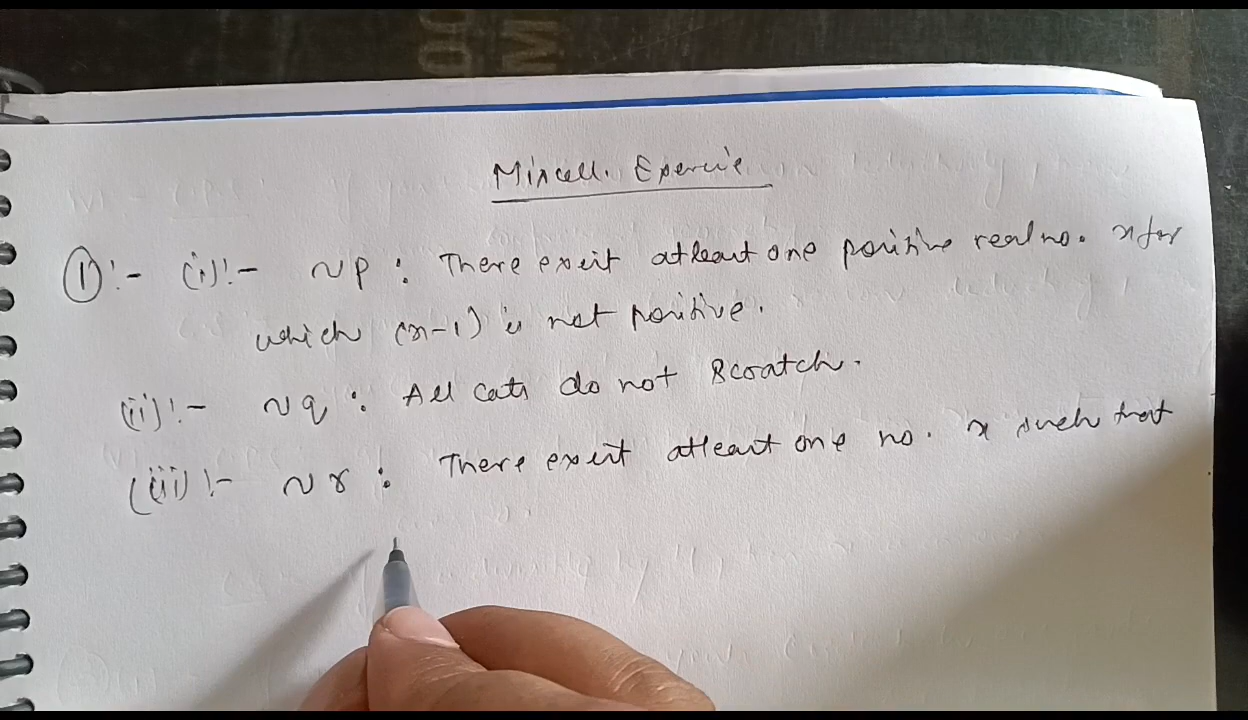 Miscell. Exercise
(1):- (i):- ~p : There exist atleast one positive real no. x for
which (x-1) is not positive.
(ii):- ~q : All cats do not scratch.
(iii):- ~r : There exist atleast one no. x such that